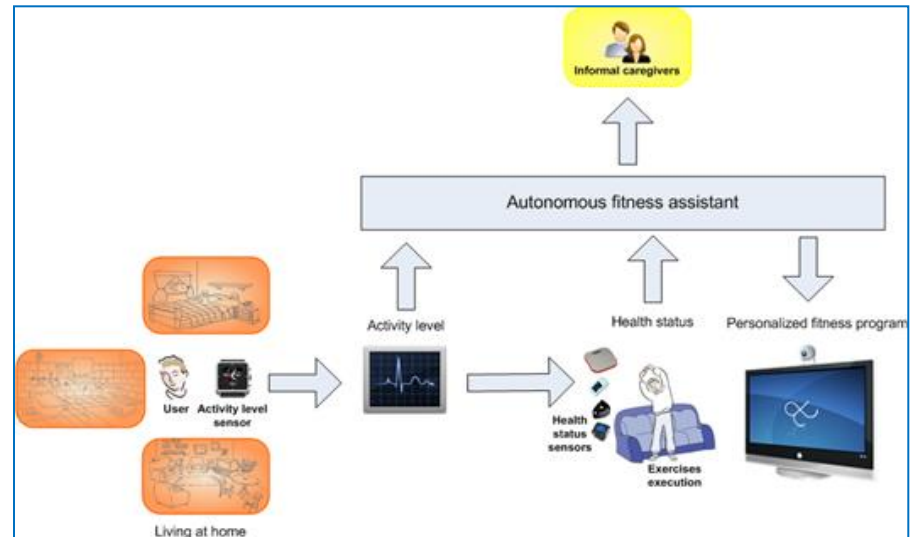 Informal caregivers
Autonomous fitness assistant
Activity level
Health status
Personalized fitness program
User
Activity level
sensor
Health
status
sensors
Exercises
execution
Living at home